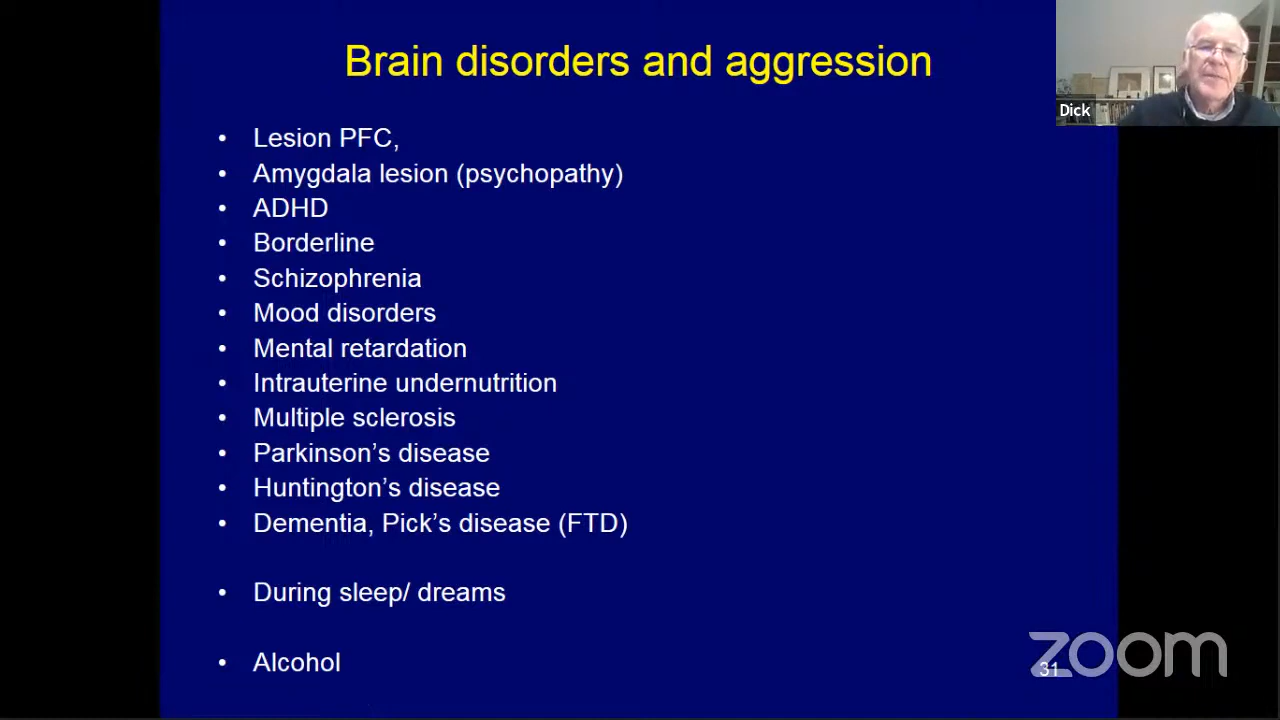 Brain disorders and aggression
Dick
• Lesion PFC,
• Amygdala lesion (psychopathy)
• ADHD
• Borderline
• Schizophrenia
• Mood disorders
• Mental retardation
• Intrauterine undernutrition
• Multiple sclerosis
• Parkinson’s disease
• Huntington’s disease
• Dementia, Pick’s disease (FTD)
• During sleep/ dreams
• Alcohol
31
zoom